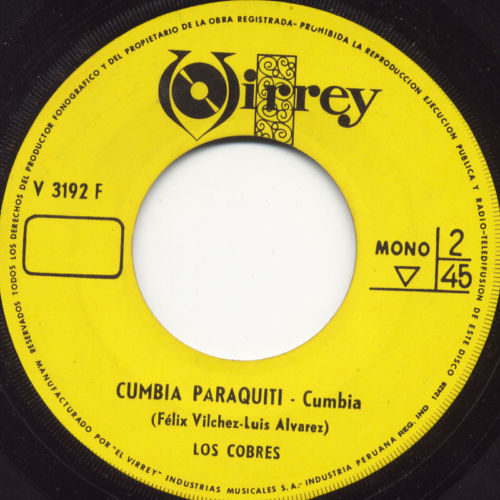 RESERVADOS TODOS LOS DERECHOS DEL PRODUCTOR FONOGRAFICO Y DEL PROPIETARIO DE LA OBRA REGISTRADA-PROHIBIDA LA REPRODUCCION EJECUCION PUBLICA Y RADIO-TELEDIFUSION DE ESTE DISCO
Virrey
V 3192 F
MONO 2
45
CUMBIA PARAQUITI - Cumbia
(Félix Vilchez-Luis Alvarez)
LOS COBRES
MANUFACTURADO POR "EL VIRREY" INDUSTRIAS MUSICALES S.A.-INDUSTRIA PERUANA REG. IND 12628